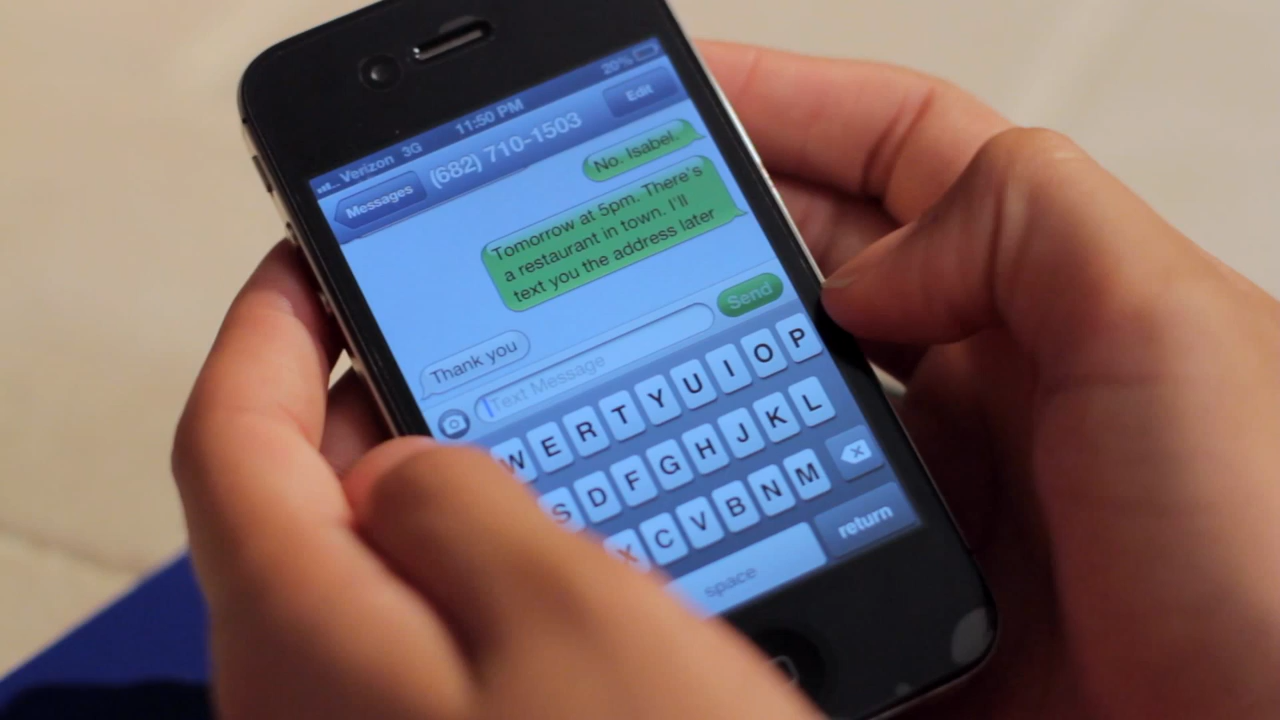 Verizon 3G 11:50 PM 20%
Messages (682) 710-1503 Edit
No. Isabel.
Tomorrow at 5pm. There's
a restaurant in town. I'll
text you the address later
Thank you
Text Message Send
W E R T Y U I O P
S D F G H J K L
X C V B N M
space return